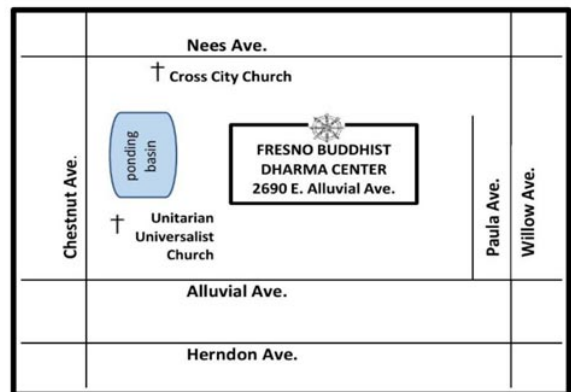 Nees Ave.
Cross City Church
ponding
basin
FRESNO BUDDHIST
DHARMA CENTER
2690 E. Alluvial Ave.
Chestnut Ave.
Unitarian
Universalist
Church
Paula Ave.
Willow Ave.
Alluvial Ave.
Herndon Ave.